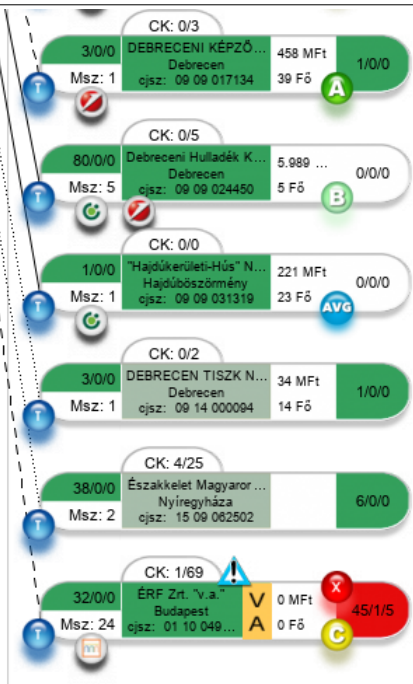 CK: 0/3
3/0/0 DEBRECENI KÉPZŐ... 458 MFt 1/0/0
Debrecen
T Msz: 1 cjsz: 09 09 017134 39 Fő A
CK: 0/5
80/0/0 Debreceni Hulladék K... 5.989 ... 0/0/0
Debrecen
T Msz: 5 cjsz: 09 09 024450 5 Fő B
CK: 0/0
1/0/0 "Hajdúkerületi-Hús" N... 221 MFt 0/0/0
Hajdúböszörmény
T Msz: 1 cjsz: 09 09 031319 23 Fő AVG
CK: 0/2
3/0/0 DEBRECEN TISZK N... 34 MFt 1/0/0
Debrecen
T Msz: 1 cjsz: 09 14 000094 14 Fő
CK: 4/25
38/0/0 Északkelet Magyaror... 6/0/0
Nyíregyháza
T Msz: 2 cjsz: 15 09 062502
CK: 1/69 !
32/0/0 ÉRF Zrt. "v.a." V 0 MFt X 45/1/5
Budapest
T Msz: 24 cjsz: 01 10 049... A 0 Fő C